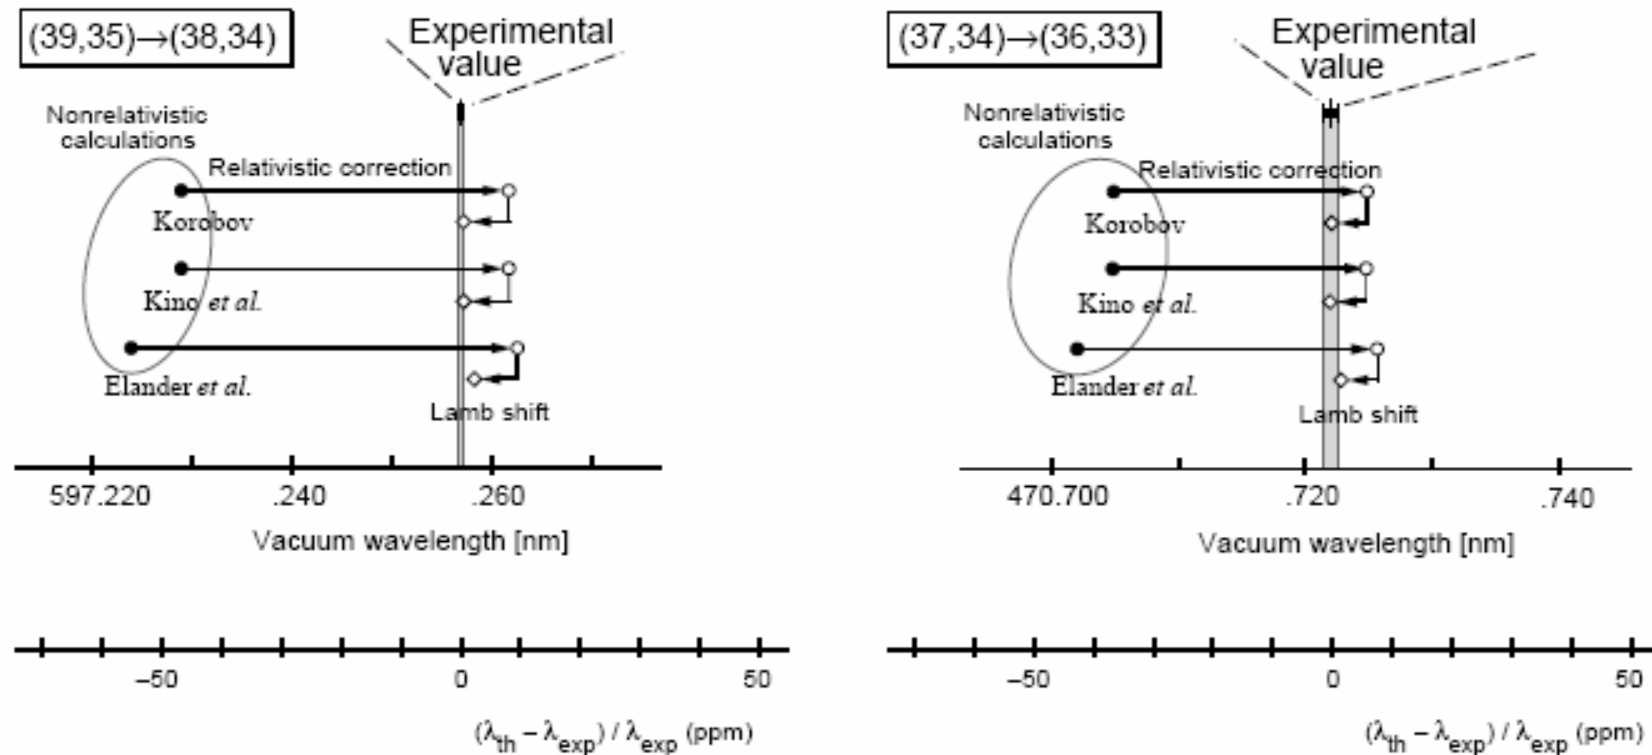 (39,35)→(38,34)
Experimental
value
Nonrelativistic
calculations
Relativistic correction
Korobov
Kino et al.
Elander et al.
Lamb shift
597.220 .240 .260
Vacuum wavelength [nm]
–50 0 50
(λth – λexp) / λexp (ppm)
(37,34)→(36,33)
Experimental
value
Nonrelativistic
calculations
Relativistic correction
Korobov
Kino et al.
Elander et al.
Lamb shift
470.700 .720 .740
Vacuum wavelength [nm]
–50 0 50
(λth – λexp) / λexp (ppm)